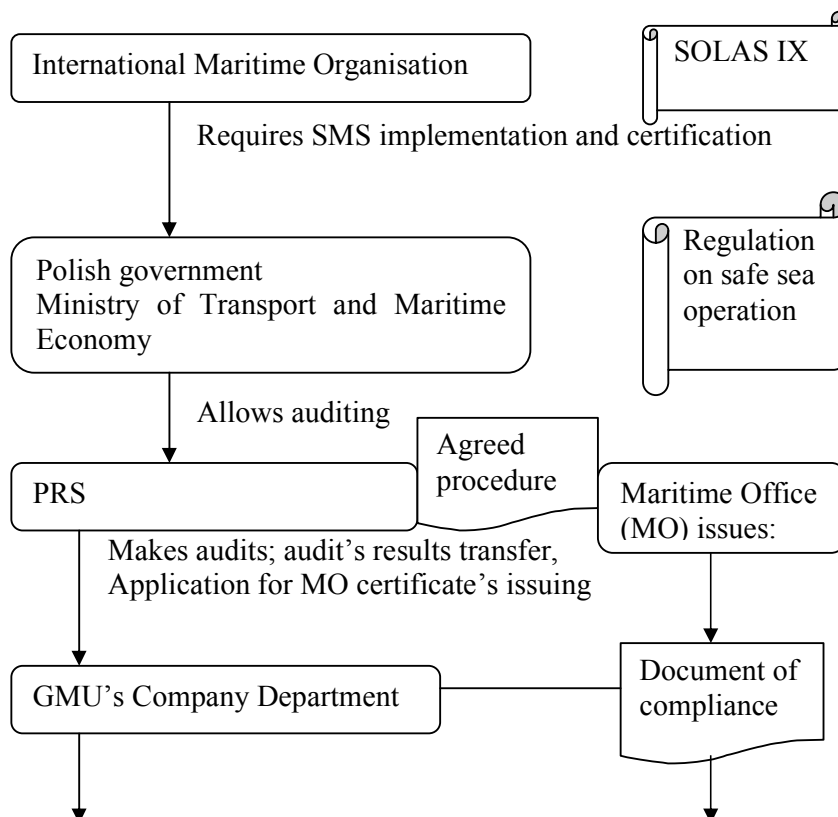 International Maritime Organisation
SOLAS IX
Requires SMS implementation and certification
Polish government
Ministry of Transport and Maritime
Economy
Regulation
on safe sea
operation
Allows auditing
Agreed
procedure
PRS
Maritime Office
(MO) issues:
Makes audits; audit's results transfer,
Application for MO certificate's issuing
GMU's Company Department
Document of
compliance